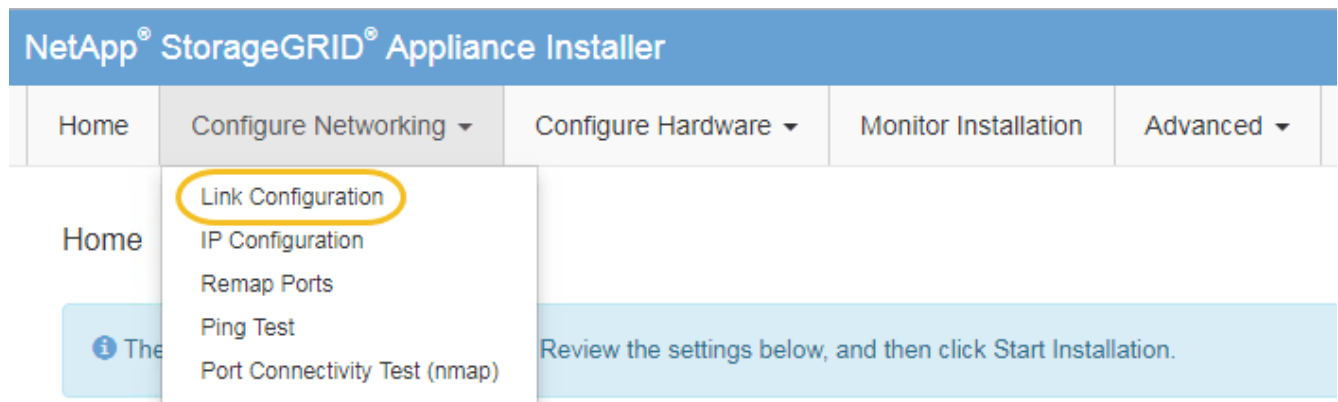 NetApp® StorageGRID® Appliance Installer
Home Configure Networking Configure Hardware Monitor Installation Advanced
Link Configuration
Home IP Configuration
Remap Ports
Ping Test
The Review the settings below, and then click Start Installation.
Port Connectivity Test (nmap)